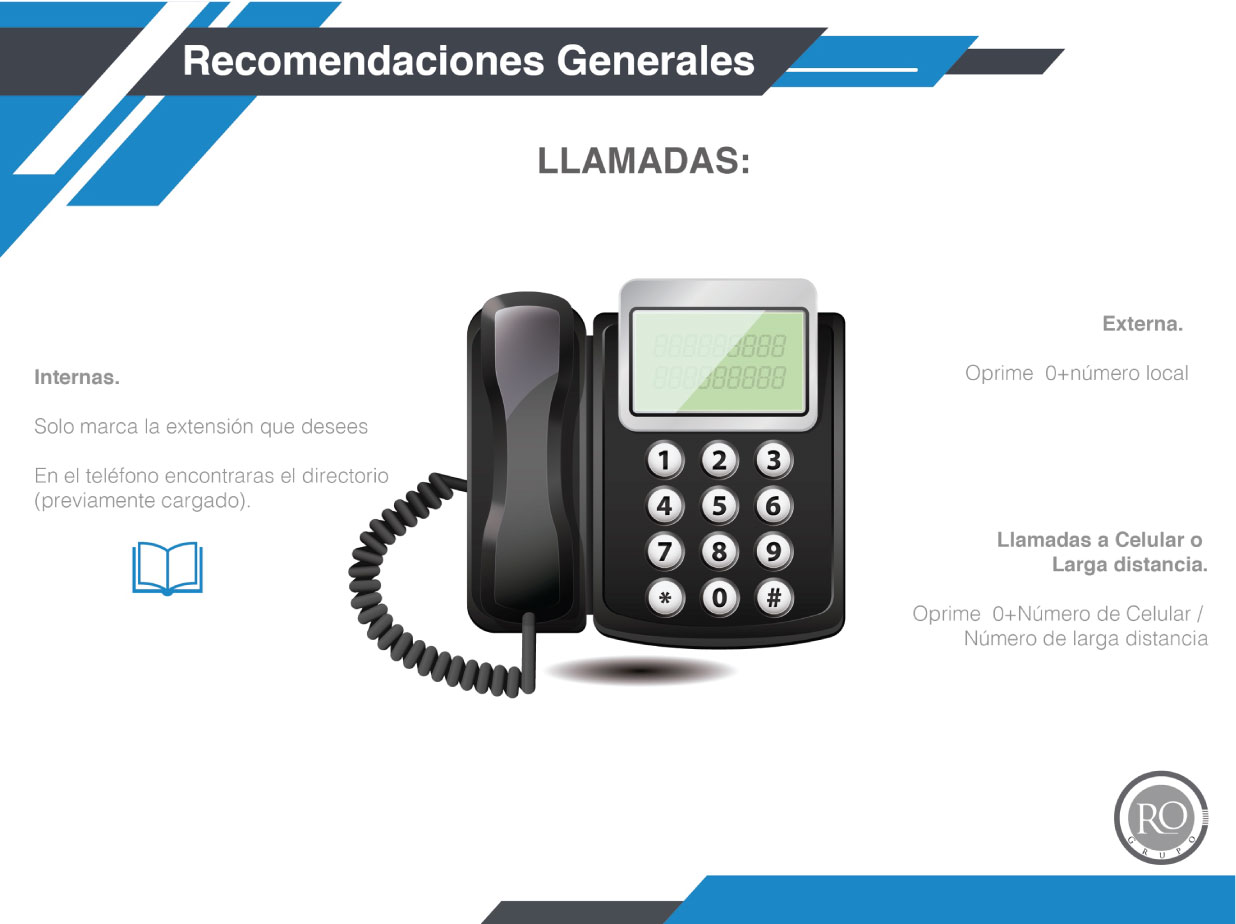 Recomendaciones Generales
LLAMADAS:
Internas.
Solo marca la extensión que desees
En el teléfono encontraras el directorio
(previamente cargado).
888888888
888888888
1 2 3
4 5 6
7 8 9
* 0 #
Externa.
Oprime 0+número local
Llamadas a Celular o
Larga distancia.
Oprime 0+Número de Celular /
Número de larga distancia
RO
GRUPO